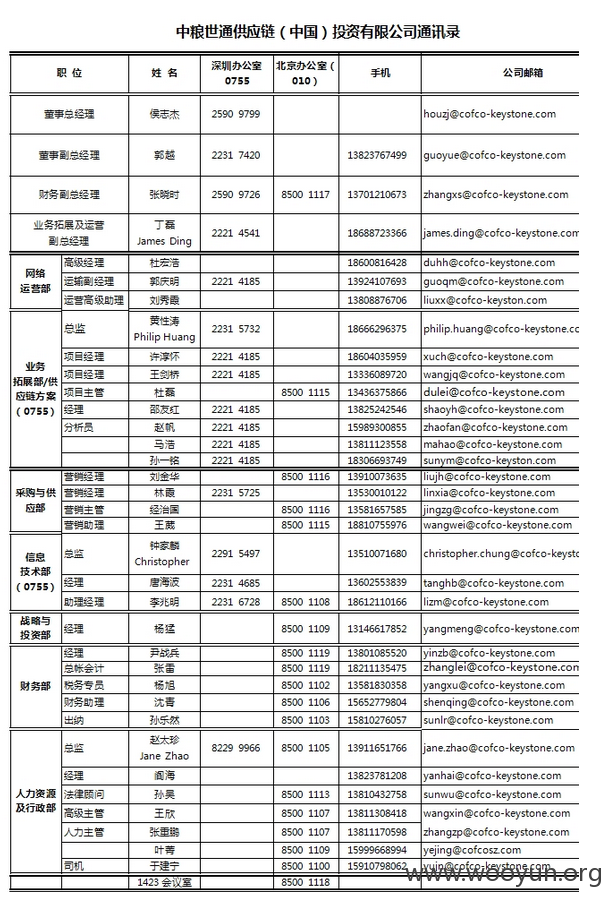 中粮世通供应链（中国）投资有限公司通讯录
职 位 姓 名 深圳办公室 0755 北京办公室（010） 手机 公司邮箱
董事总经理 侯志杰 2590 9799 houzj@cofco-keystone.com
董事副总经理 郭越 2231 7420 13823767499 guoyue@cofco-keystone.com
财务副总经理 张晓时 2590 9726 8500 1117 13701210673 zhangxs@cofco-keystone.com
业务拓展及运营副总经理 丁磊 James Ding 2221 4541 18688723366 james.ding@cofco-keystone.com
网络运营部
高级经理 杜宏浩 18600816428 duhh@cofco-keystone.com
运输副经理 郭庆明 2221 4185 13924107693 guoqm@cofco-keystone.com
运营高级助理 刘秀霞 13808876706 liuxx@cofco-keyston.com
业务拓展部/供应链方案（0755）
总监 黄性涛 Philip Huang 2231 5732 18666296375 philip.huang@cofco-keystone.co
项目经理 许淳怀 2221 4185 18604035959 xuch@cofco-keystone.com
项目经理 王剑桥 2221 4185 13336089720 wangjq@cofco-keystone.com
项目主管 杜磊 8500 1115 13436375866 dulei@cofco-keystone.com
经理 邵友红 2221 4185 13825242546 shaoyh@cofco-keystone.com
分析员 赵帆 2221 4185 15989300855 zhaofan@cofco-keystone.com
马浩 2221 4185 13811123558 mahao@cofco-keystone.com
孙一铭 2221 4185 18306693749 sunym@cofco-keyston.com
采购与供应部
营销经理 刘金华 8500 1116 13910073635 liujh@cofco-keystone.com
营销经理 林霞 2231 5725 13530010122 linxia@cofco-keystone.com
营销主管 经治国 8500 1116 13581657585 jingzg@cofco-keystone.com
营销助理 王葳 8500 1115 18810755976 wangwei@cofco-keystone.com
信息技术部（0755）
总监 钟家麟 Christopher 2291 5497 13510071680 christopher.chung@cofco-keysto
经理 唐海波 2231 4685 13602553839 tanghb@cofco-keystone.com
助理经理 李兆明 2231 6728 8500 1108 18612110166 lizm@cofco-keystone.com
战略与投资部
经理 杨猛 8500 1109 13146617852 yangmeng@cofco-keystone.com
财务部
经理 尹战兵 8500 1119 13801085520 yinzb@cofco-keystone.com
总帐会计 张雷 8500 1119 18211135475 zhanglei@cofco-keystone.com
税务专员 杨旭 8500 1102 13581830358 yangxu@cofco-keystone.com
财务助理 沈青 8500 1106 15652779804 shenqing@cofco-keystone.com
出纳 孙乐然 8500 1103 15810276057 sunlr@cofco-keystone.com
人力资源及行政部
总监 赵太珍 Jane Zhao 8229 9966 8500 1105 13911651766 jane.zhao@cofco-keystone.com
经理 阎海 13823781208 yanhai@cofco-keystone.com
法律顾问 孙吴 8500 1113 13810432758 sunwu@cofco-keystone.com
高级主管 王欣 8500 1107 13811308418 wangxin@cofco-keystone.com
人力主管 张重鹏 8500 1107 13811170598 zhangzp@cofco-keystone.com
叶菁 8500 1109 15999668994 yejing@cofcosz.com
司机 于建宁 8500 1100 15910798062 yujn@cofco-keystone.com
1423 会议室 8500 1118
www.wooyun.org